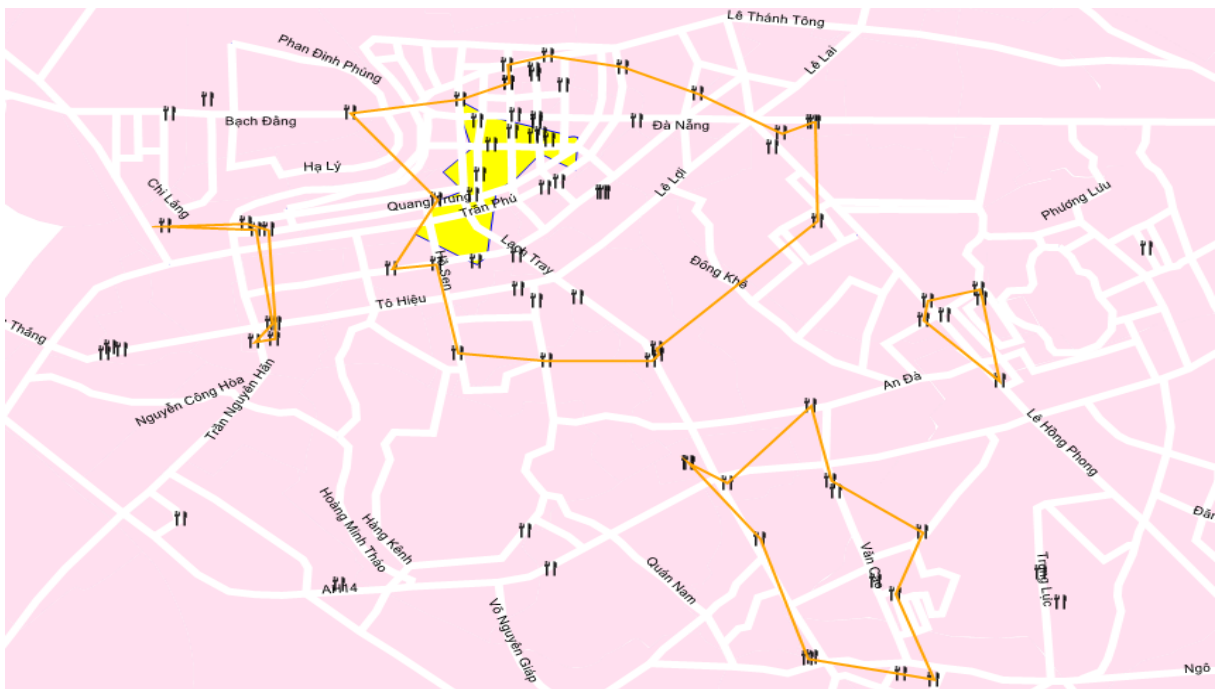 Lê Thánh Tông
Phan Đình Phùng
Lê Lai
Bạch Đằng
Đà Nẵng
Hạ Lý
Lê Lợi
Chi Lăng
Quang Trung
Trần Phú
Phương Lưu
Lạch Tray
Hồ Sen
Đông Khê
Tô Hiệu
Thắng
An Đà
Nguyễn Công Hòa
Trần Nguyên Hãn
Lê Hồng Phong
Hoàng Minh Thảo
Hàng Kênh
Quán Nam
Văn Cao
Trung Lực
AH14
Võ Nguyên Giáp
Ngô